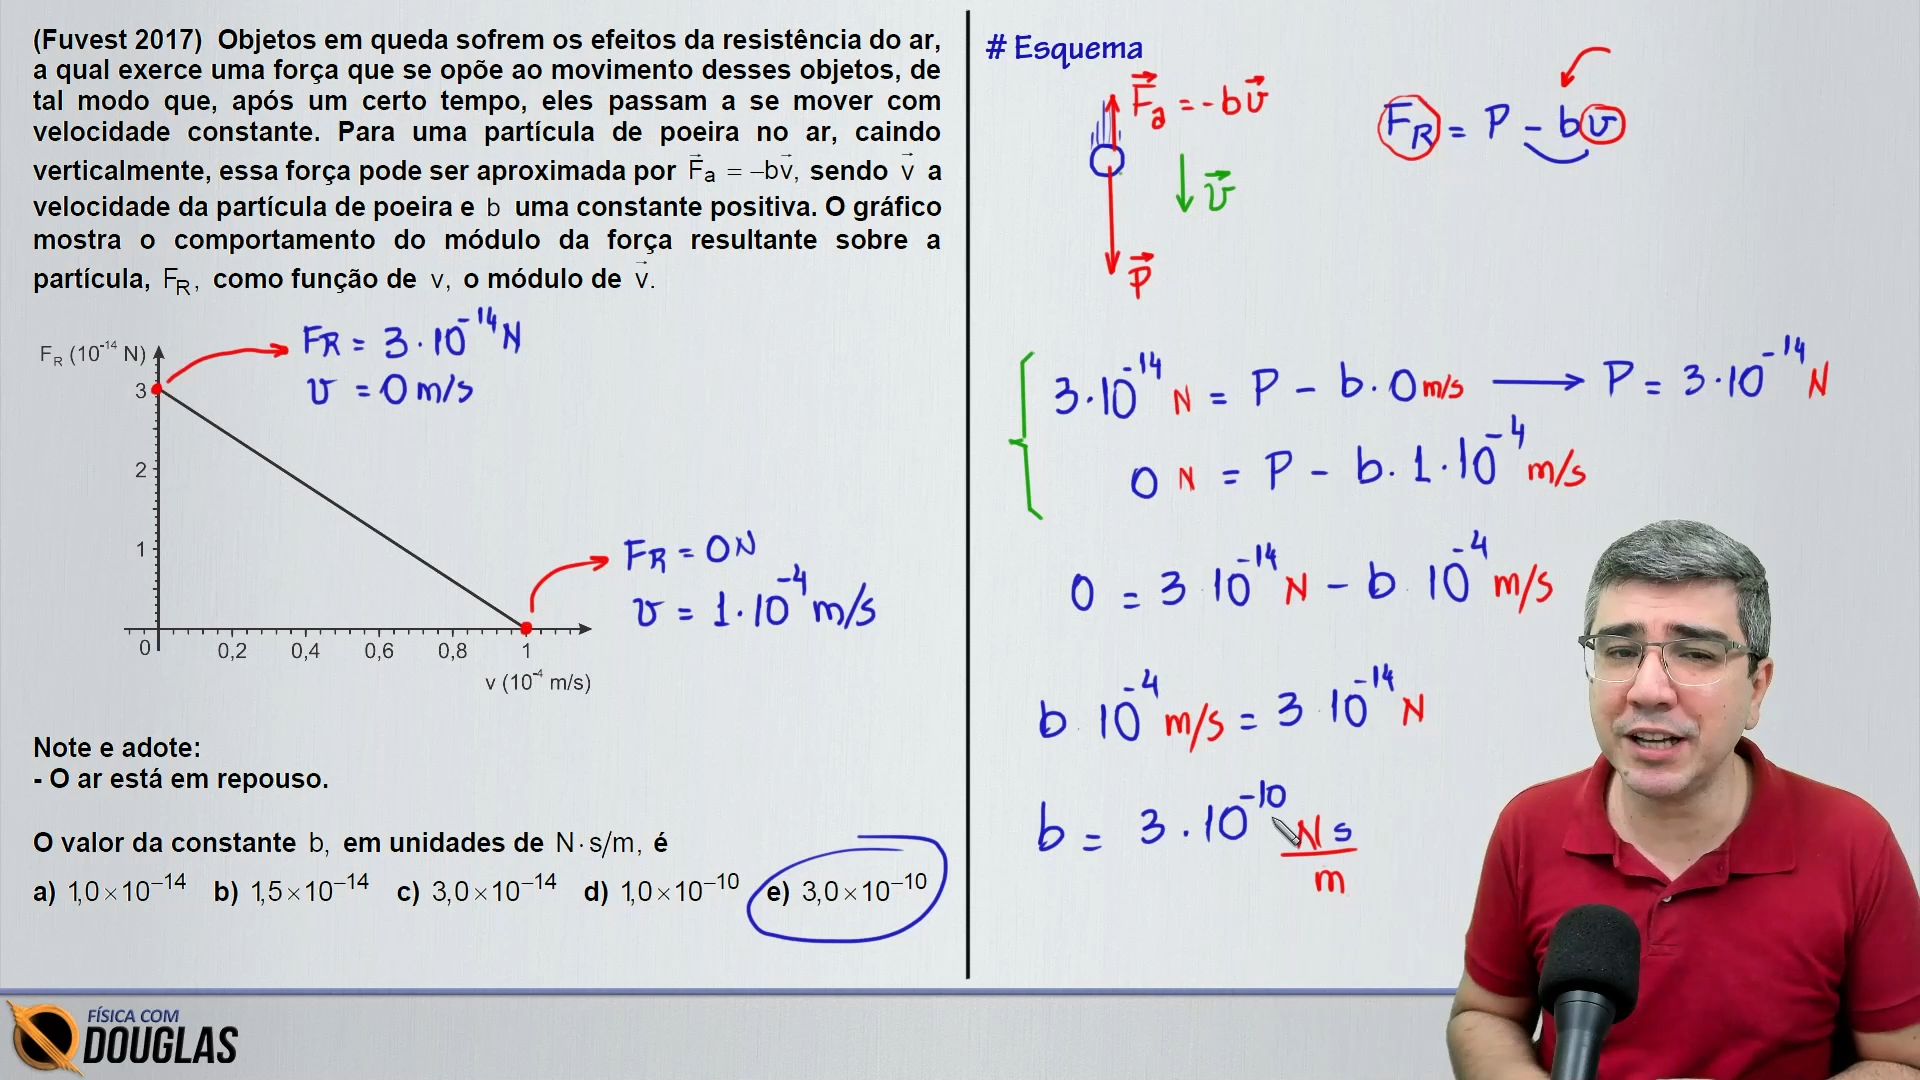 (Fuvest 2017) Objetos em queda sofrem os efeitos da resistência do ar,
a qual exerce uma força que se opõe ao movimento desses objetos, de
tal modo que, após um certo tempo, eles passam a se mover com
velocidade constante. Para uma partícula de poeira no ar, caindo
verticalmente, essa força pode ser aproximada por F⃗a = −bv⃗, sendo v⃗ a
velocidade da partícula de poeira e b uma constante positiva. O gráfico
mostra o comportamento do módulo da força resultante sobre a
partícula, FR, como função de v, o módulo de v⃗.
FR (10⁻¹⁴ N)
3
2
1
0
0,2
0,4
0,6
0,8
1
v (10⁻⁴ m/s)
FR = 3·10⁻¹⁴ N
v = 0 m/s
FR = 0 N
v = 1·10⁻⁴ m/s
Note e adote:
- O ar está em repouso.
O valor da constante b, em unidades de N·s/m, é
a) 1,0×10⁻¹⁴ b) 1,5×10⁻¹⁴ c) 3,0×10⁻¹⁴ d) 1,0×10⁻¹⁰ e) 3,0×10⁻¹⁰
# Esquema
F⃗a = -bv⃗
v⃗
P⃗
FR = P - bv
3·10⁻¹⁴ N = P - b·0 m/s → P = 3·10⁻¹⁴ N
0 N = P - b·1·10⁻⁴ m/s
0 = 3·10⁻¹⁴ N - b·10⁻⁴ m/s
b·10⁻⁴ m/s = 3·10⁻¹⁴ N
b = 3·10⁻¹⁰ N s
m
FÍSICA COM
DOUGLAS